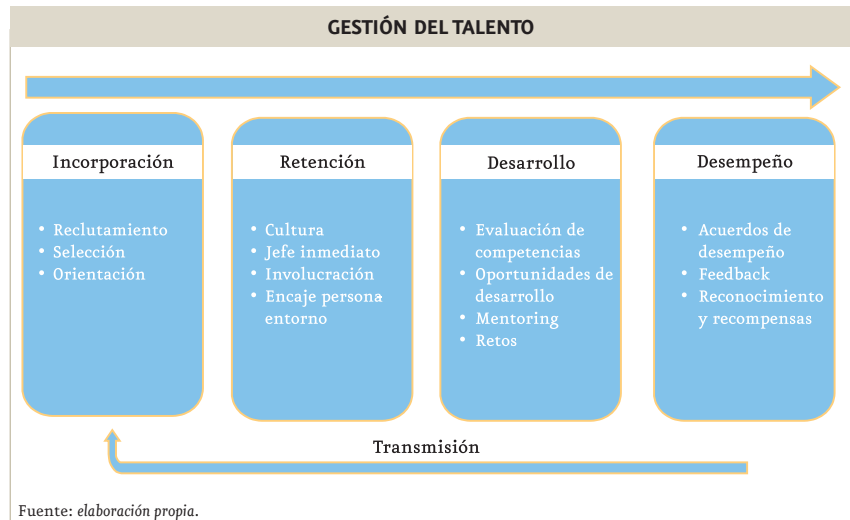 GESTIÓN DEL TALENTO
Incorporación
• Reclutamiento
• Selección
• Orientación
Retención
• Cultura
• Jefe inmediato
• Involucración
• Encaje persona
entorno
Desarrollo
• Evaluación de
competencias
• Oportunidades de
desarrollo
• Mentoring
• Retos
Desempeño
• Acuerdos de
desempeño
• Feedback
• Reconocimiento
y recompensas
Transmisión
Fuente: elaboración propia.